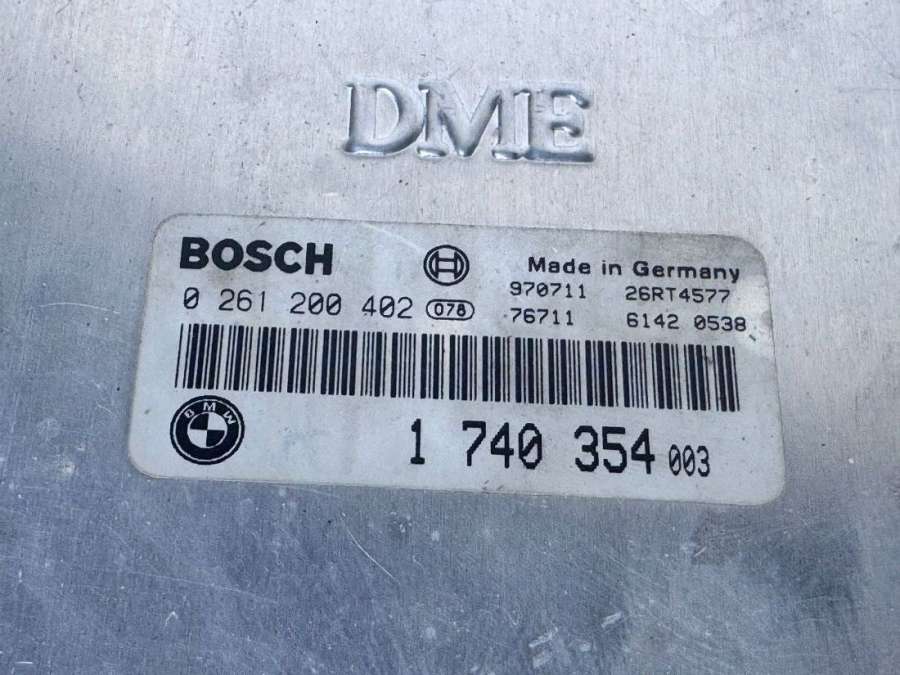 DME
BOSCH
Made in Germany
0 261 200 402 078
970711 26RT4577
76711 6142 0538
BMW
1 740 354 003